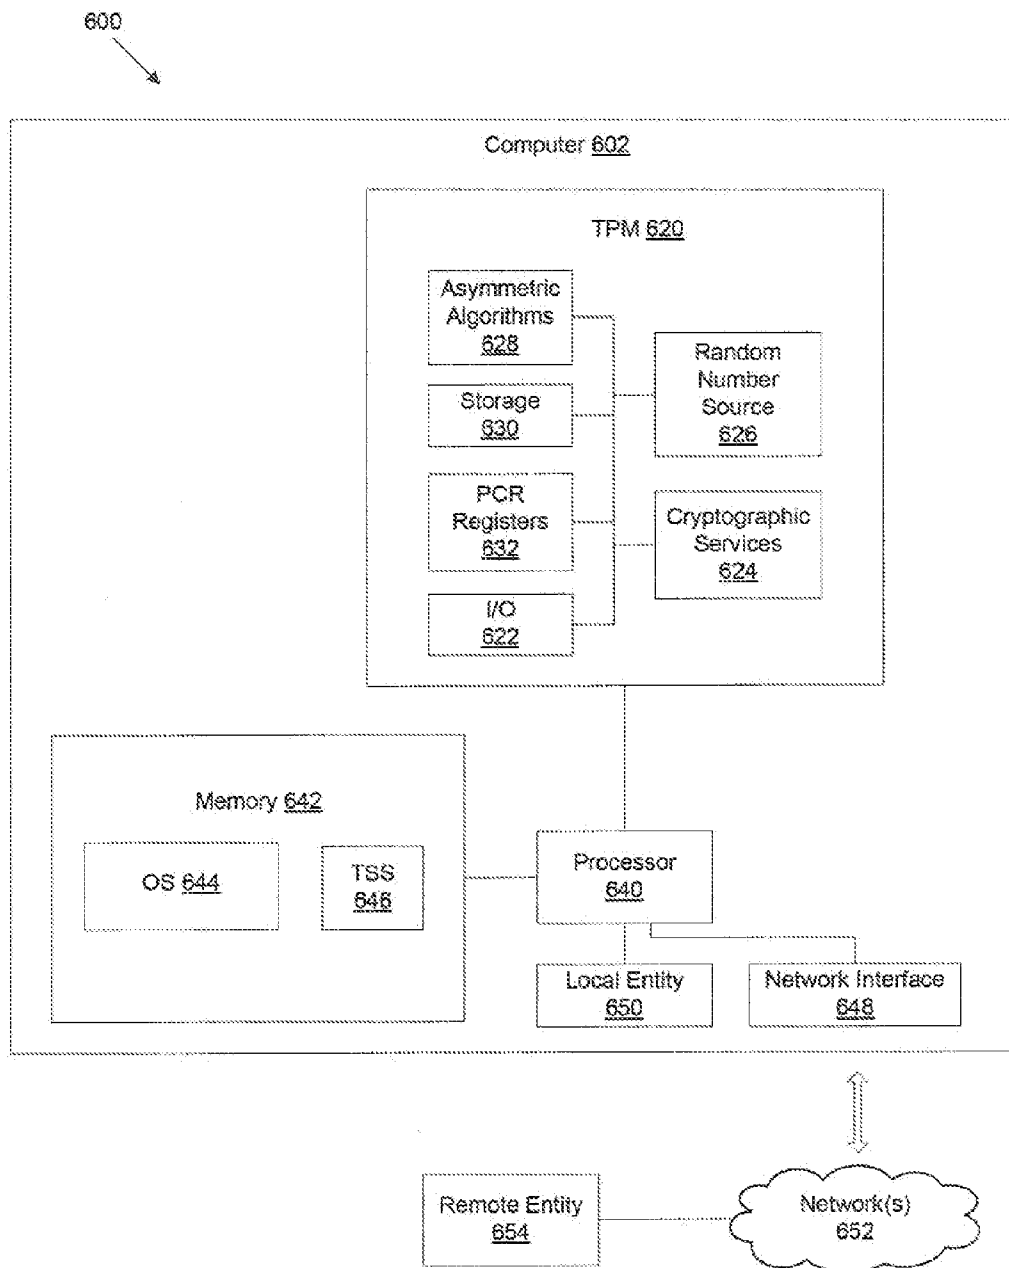 600
Computer 602
TPM 620
Asymmetric
Algorithms
628
Storage
630
PCR
Registers
632
I/O
622
Random
Number
Source
626
Cryptographic
Services
624
Memory 642
OS 644
TSS
646
Processor
640
Local Entity
650
Network Interface
648
Remote Entity
654
Network(s)
652